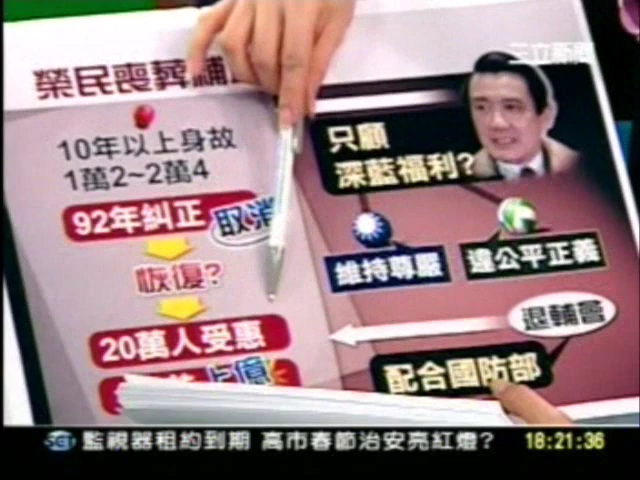 三立新聞
榮民喪葬補
10年以上身故
1萬2~2萬4
92年糾正
取消
恢復?
20萬人受惠
上億
只顧
深藍福利?
維持尊嚴
違公平正義
退輔會
配合國防部
SET 監視器租約到期 高市春節治安亮紅燈? 18:21:36